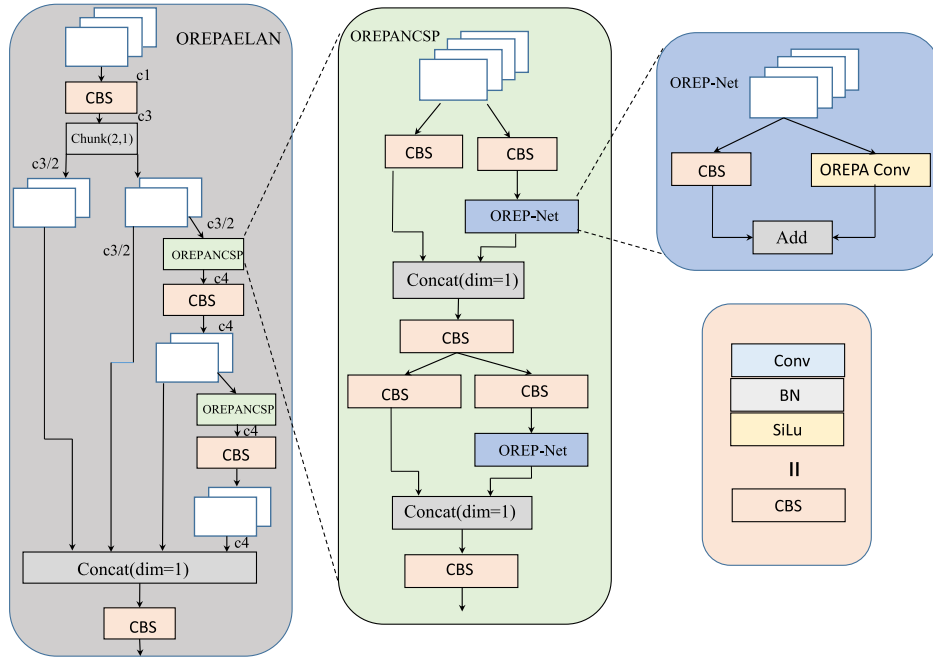 OREPAELAN
c1
CBS
c3
Chunk(2,1)
c3/2
c3/2
c3/2
OREPANCSP
c4
CBS
c4
OREPANCSP
c4
CBS
c4
Concat(dim=1)
CBS
OREPANCSP
CBS
CBS
OREP-Net
Concat(dim=1)
CBS
CBS
CBS
OREP-Net
Concat(dim=1)
CBS
OREP-Net
CBS
OREPA Conv
Add
Conv
BN
SiLu
=
CBS